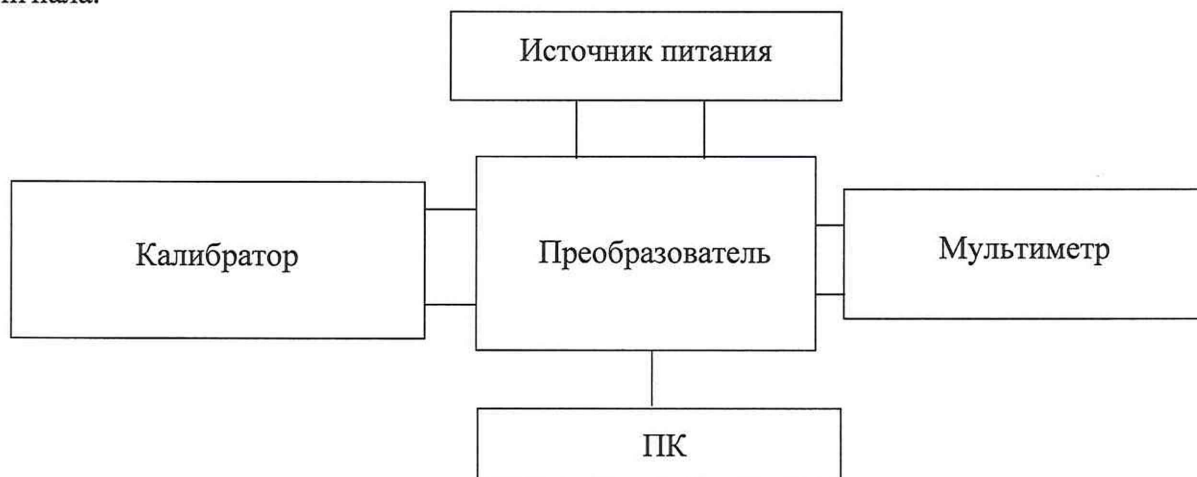 Источник питания
Калибратор
Преобразователь
Мультиметр
ПК